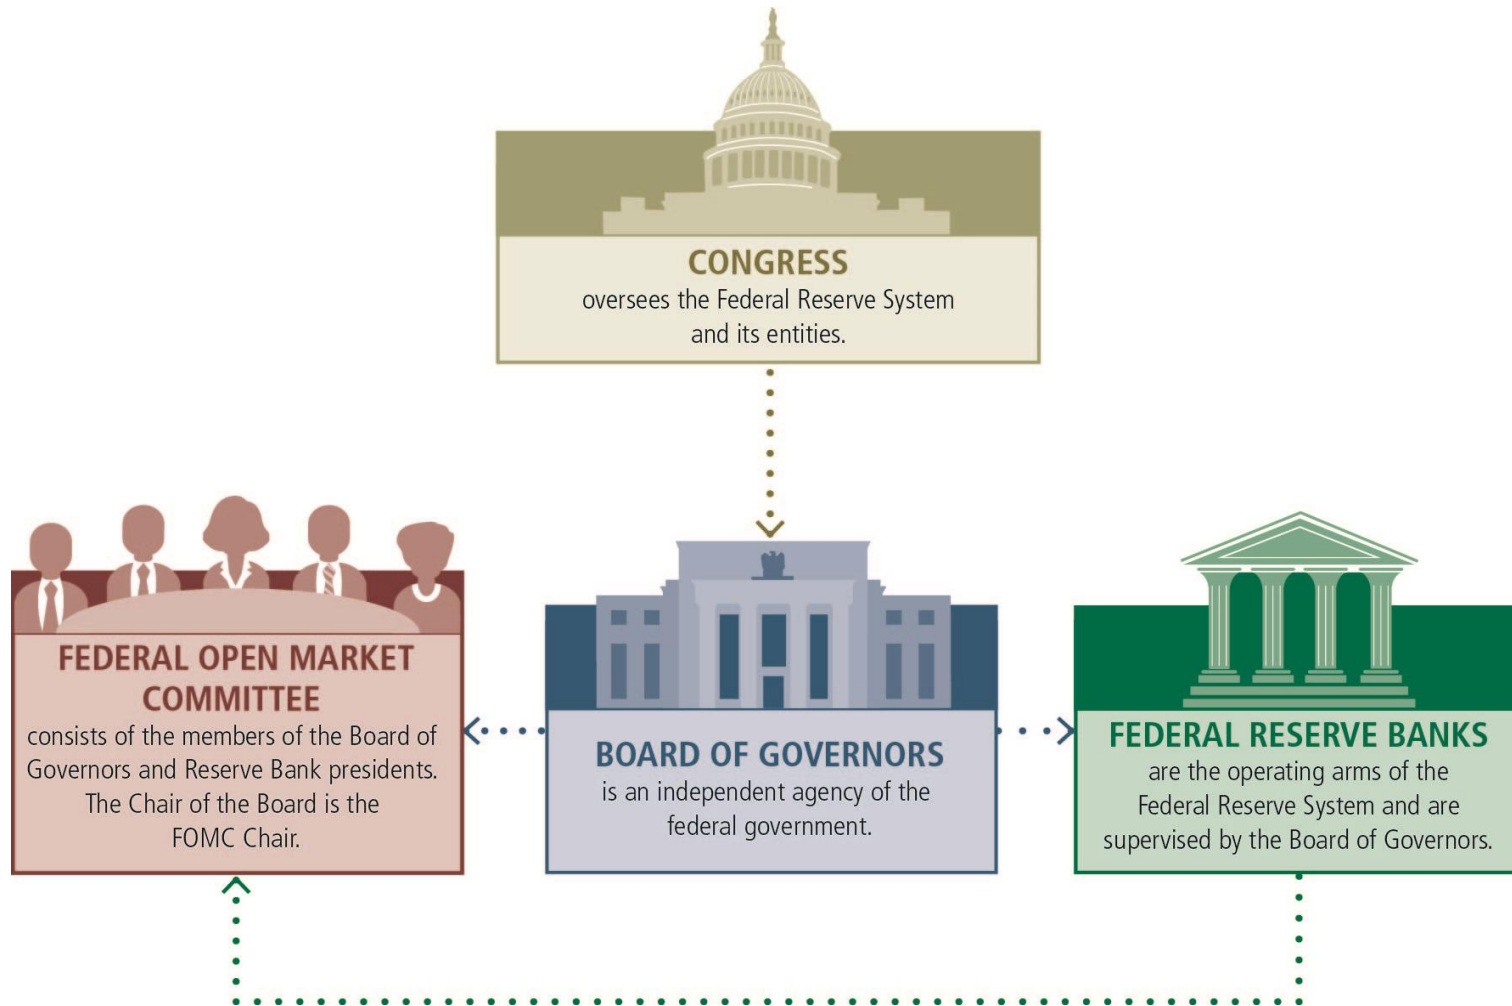 CONGRESS
oversees the Federal Reserve System
and its entities.
FEDERAL OPEN MARKET
COMMITTEE
consists of the members of the Board of
Governors and Reserve Bank presidents.
The Chair of the Board is the
FOMC Chair.
BOARD OF GOVERNORS
is an independent agency of the
federal government.
FEDERAL RESERVE BANKS
are the operating arms of the
Federal Reserve System and are
supervised by the Board of Governors.